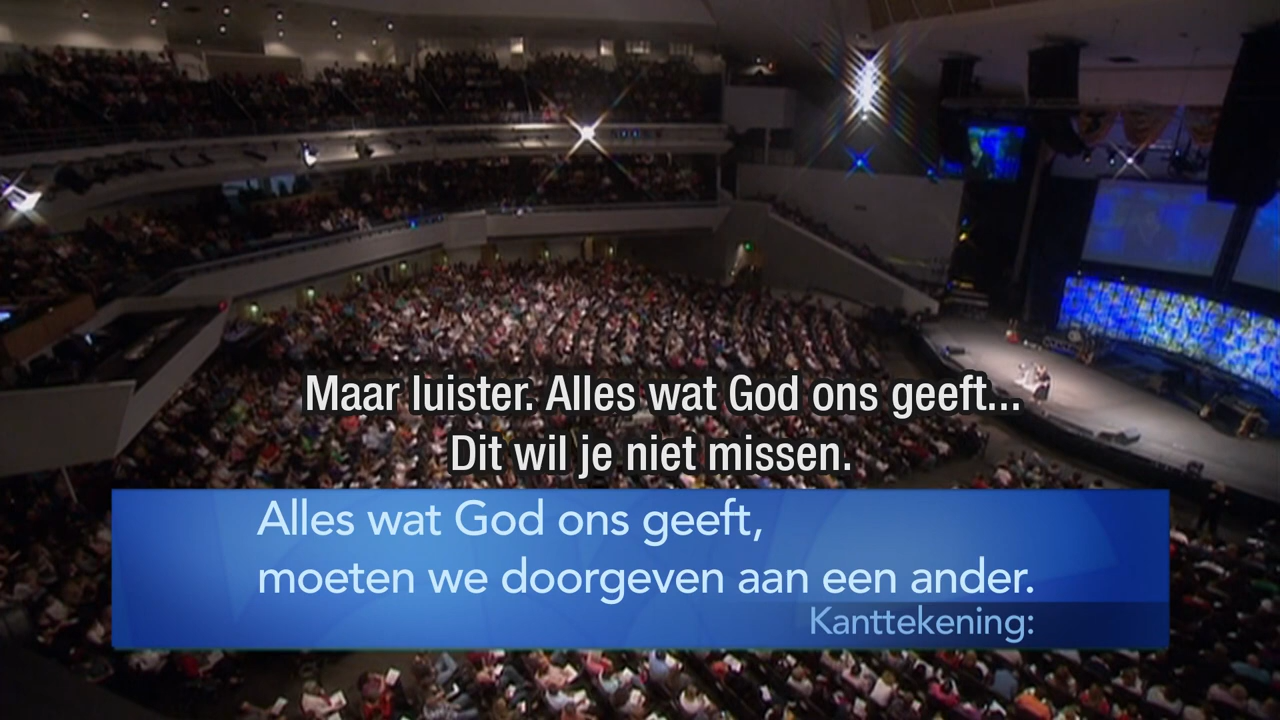 Maar luister. Alles wat God ons geeft...
Dit wil je niet missen.
Alles wat God ons geeft,
moeten we doorgeven aan een ander.
Kanttekening: